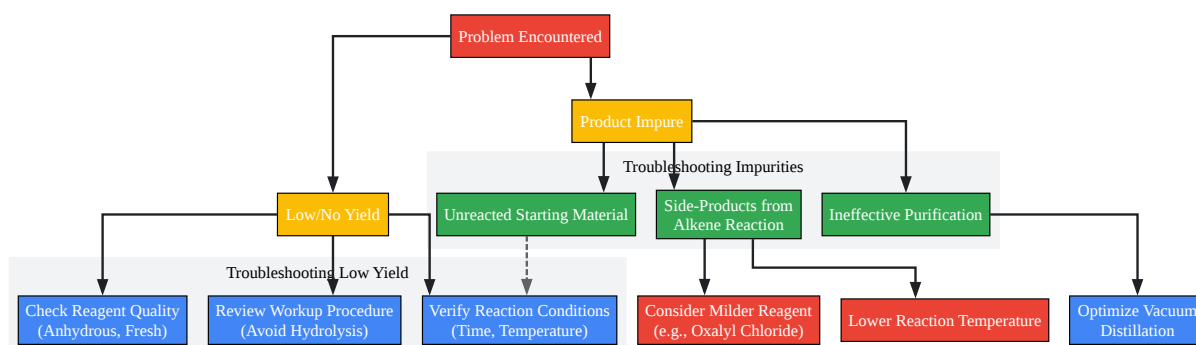 Problem Encountered
Product Impure
Troubleshooting Impurities
Low/No Yield
Unreacted Starting Material
Side-Products from
Alkene Reaction
Ineffective Purification
Troubleshooting Low Yield
Check Reagent Quality
(Anhydrous, Fresh)
Review Workup Procedure
(Avoid Hydrolysis)
Verify Reaction Conditions
(Time, Temperature)
Consider Milder Reagent
(e.g., Oxalyl Chloride)
Lower Reaction Temperature
Optimize Vacuum
Distillation